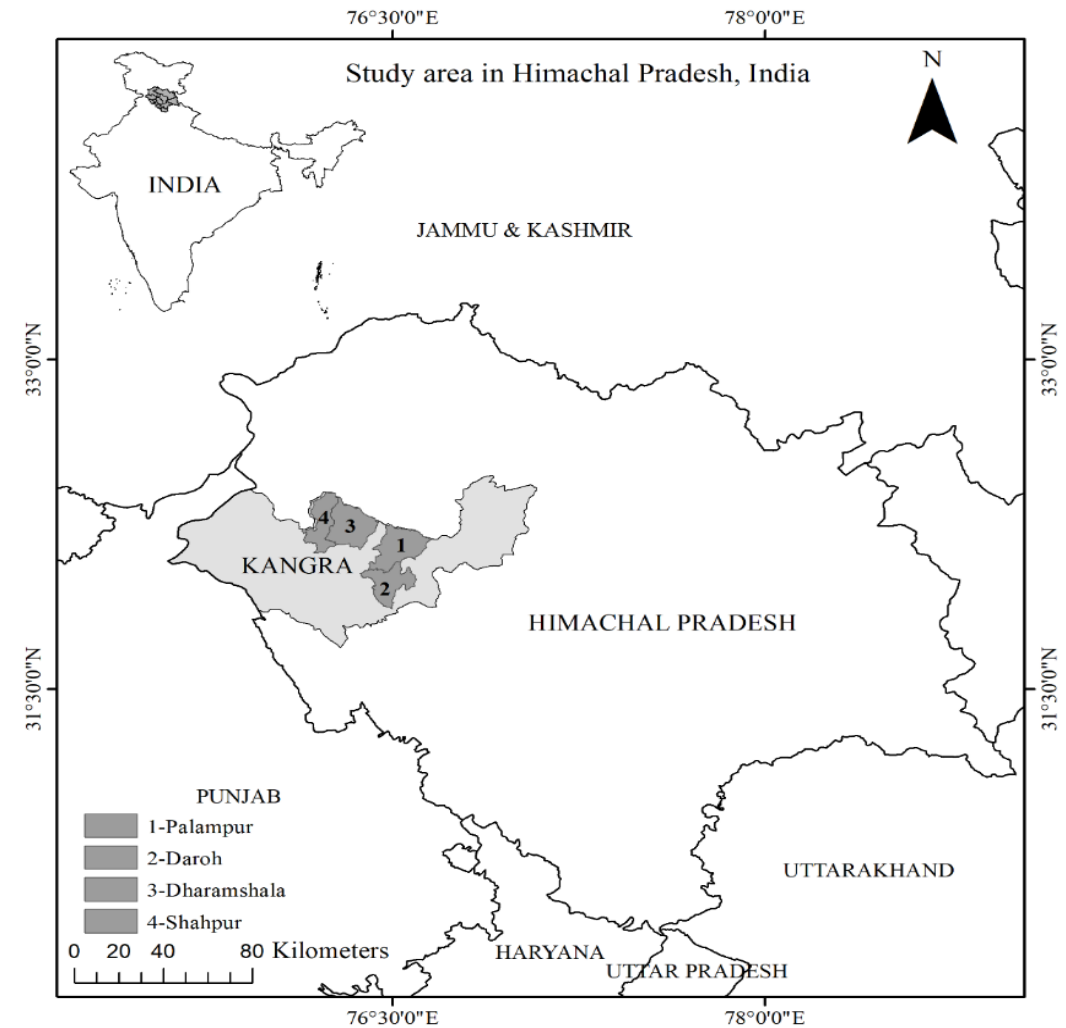 76°30'0"E 78°0'0"E
Study area in Himachal Pradesh, India
N
INDIA
JAMMU & KASHMIR
33°0'0"N 33°0'0"N
4 3 1
KANGRA
2
HIMACHAL PRADESH
31°30'0"N 31°30'0"N
PUNJAB
1-Palampur
2-Daroh
3-Dharamshala
4-Shahpur
UTTARAKHAND
0 20 40 80 Kilometers
HARYANA
UTTAR PRADESH
76°30'0"E 78°0'0"E